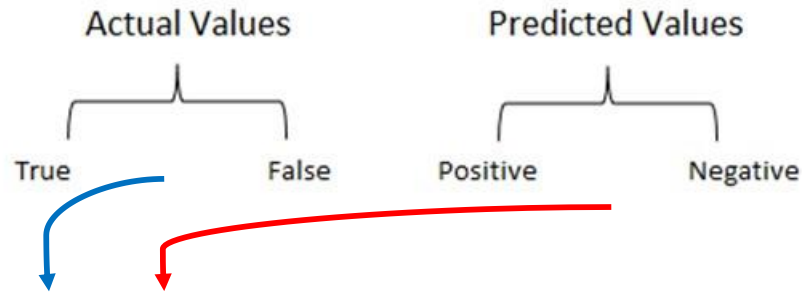 Actual Values
Predicted Values
True
False
Positive
Negative